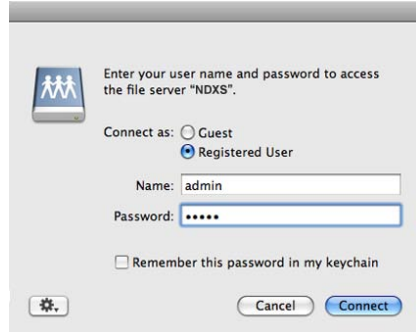 Enter your user name and password to access
the file server “NDXS”.
Connect as: Guest
Registered User
Name: admin
Password: •••••
Remember this password in my keychain
Cancel Connect